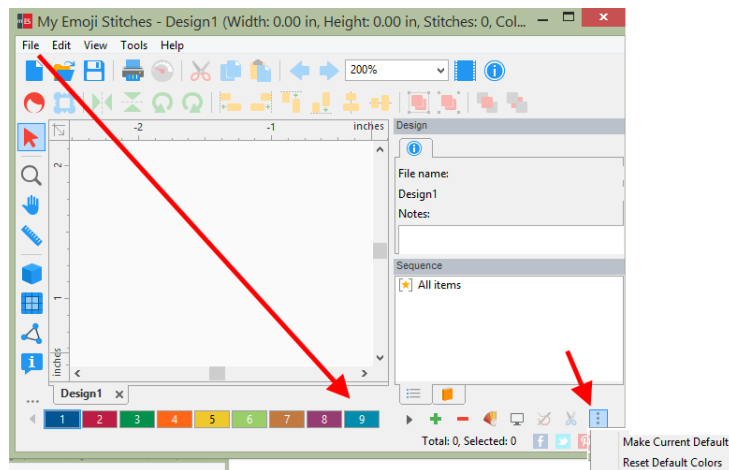 mES My Emoji Stitches - Design1 (Width: 0.00 in, Height: 0.00 in, Stitches: 0, Col...
File Edit View Tools Help
200%
-2 -1 inches
Design
File name:
Design1
Notes:
2
Sequence
All items
1
inches
Design1 x
1 2 3 4 5 6 7 8 9
Total: 0, Selected: 0
Make Current Default
Reset Default Colors